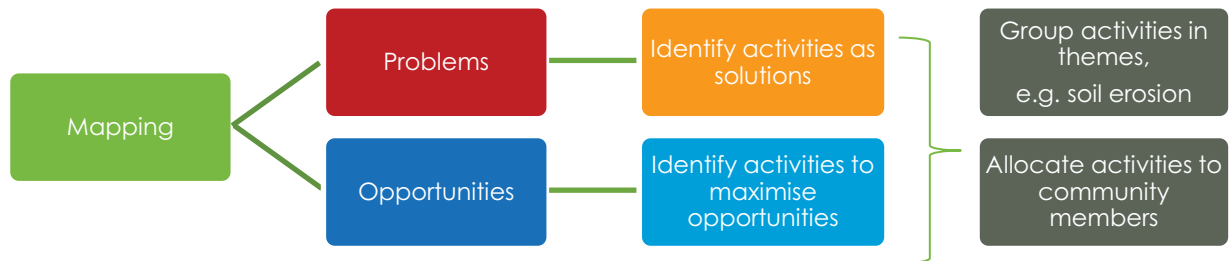 Mapping
Problems
Identify activities as
solutions
Group activities in
themes,
e.g. soil erosion
Opportunities
Identify activities to
maximise
opportunities
Allocate activities to
community
members